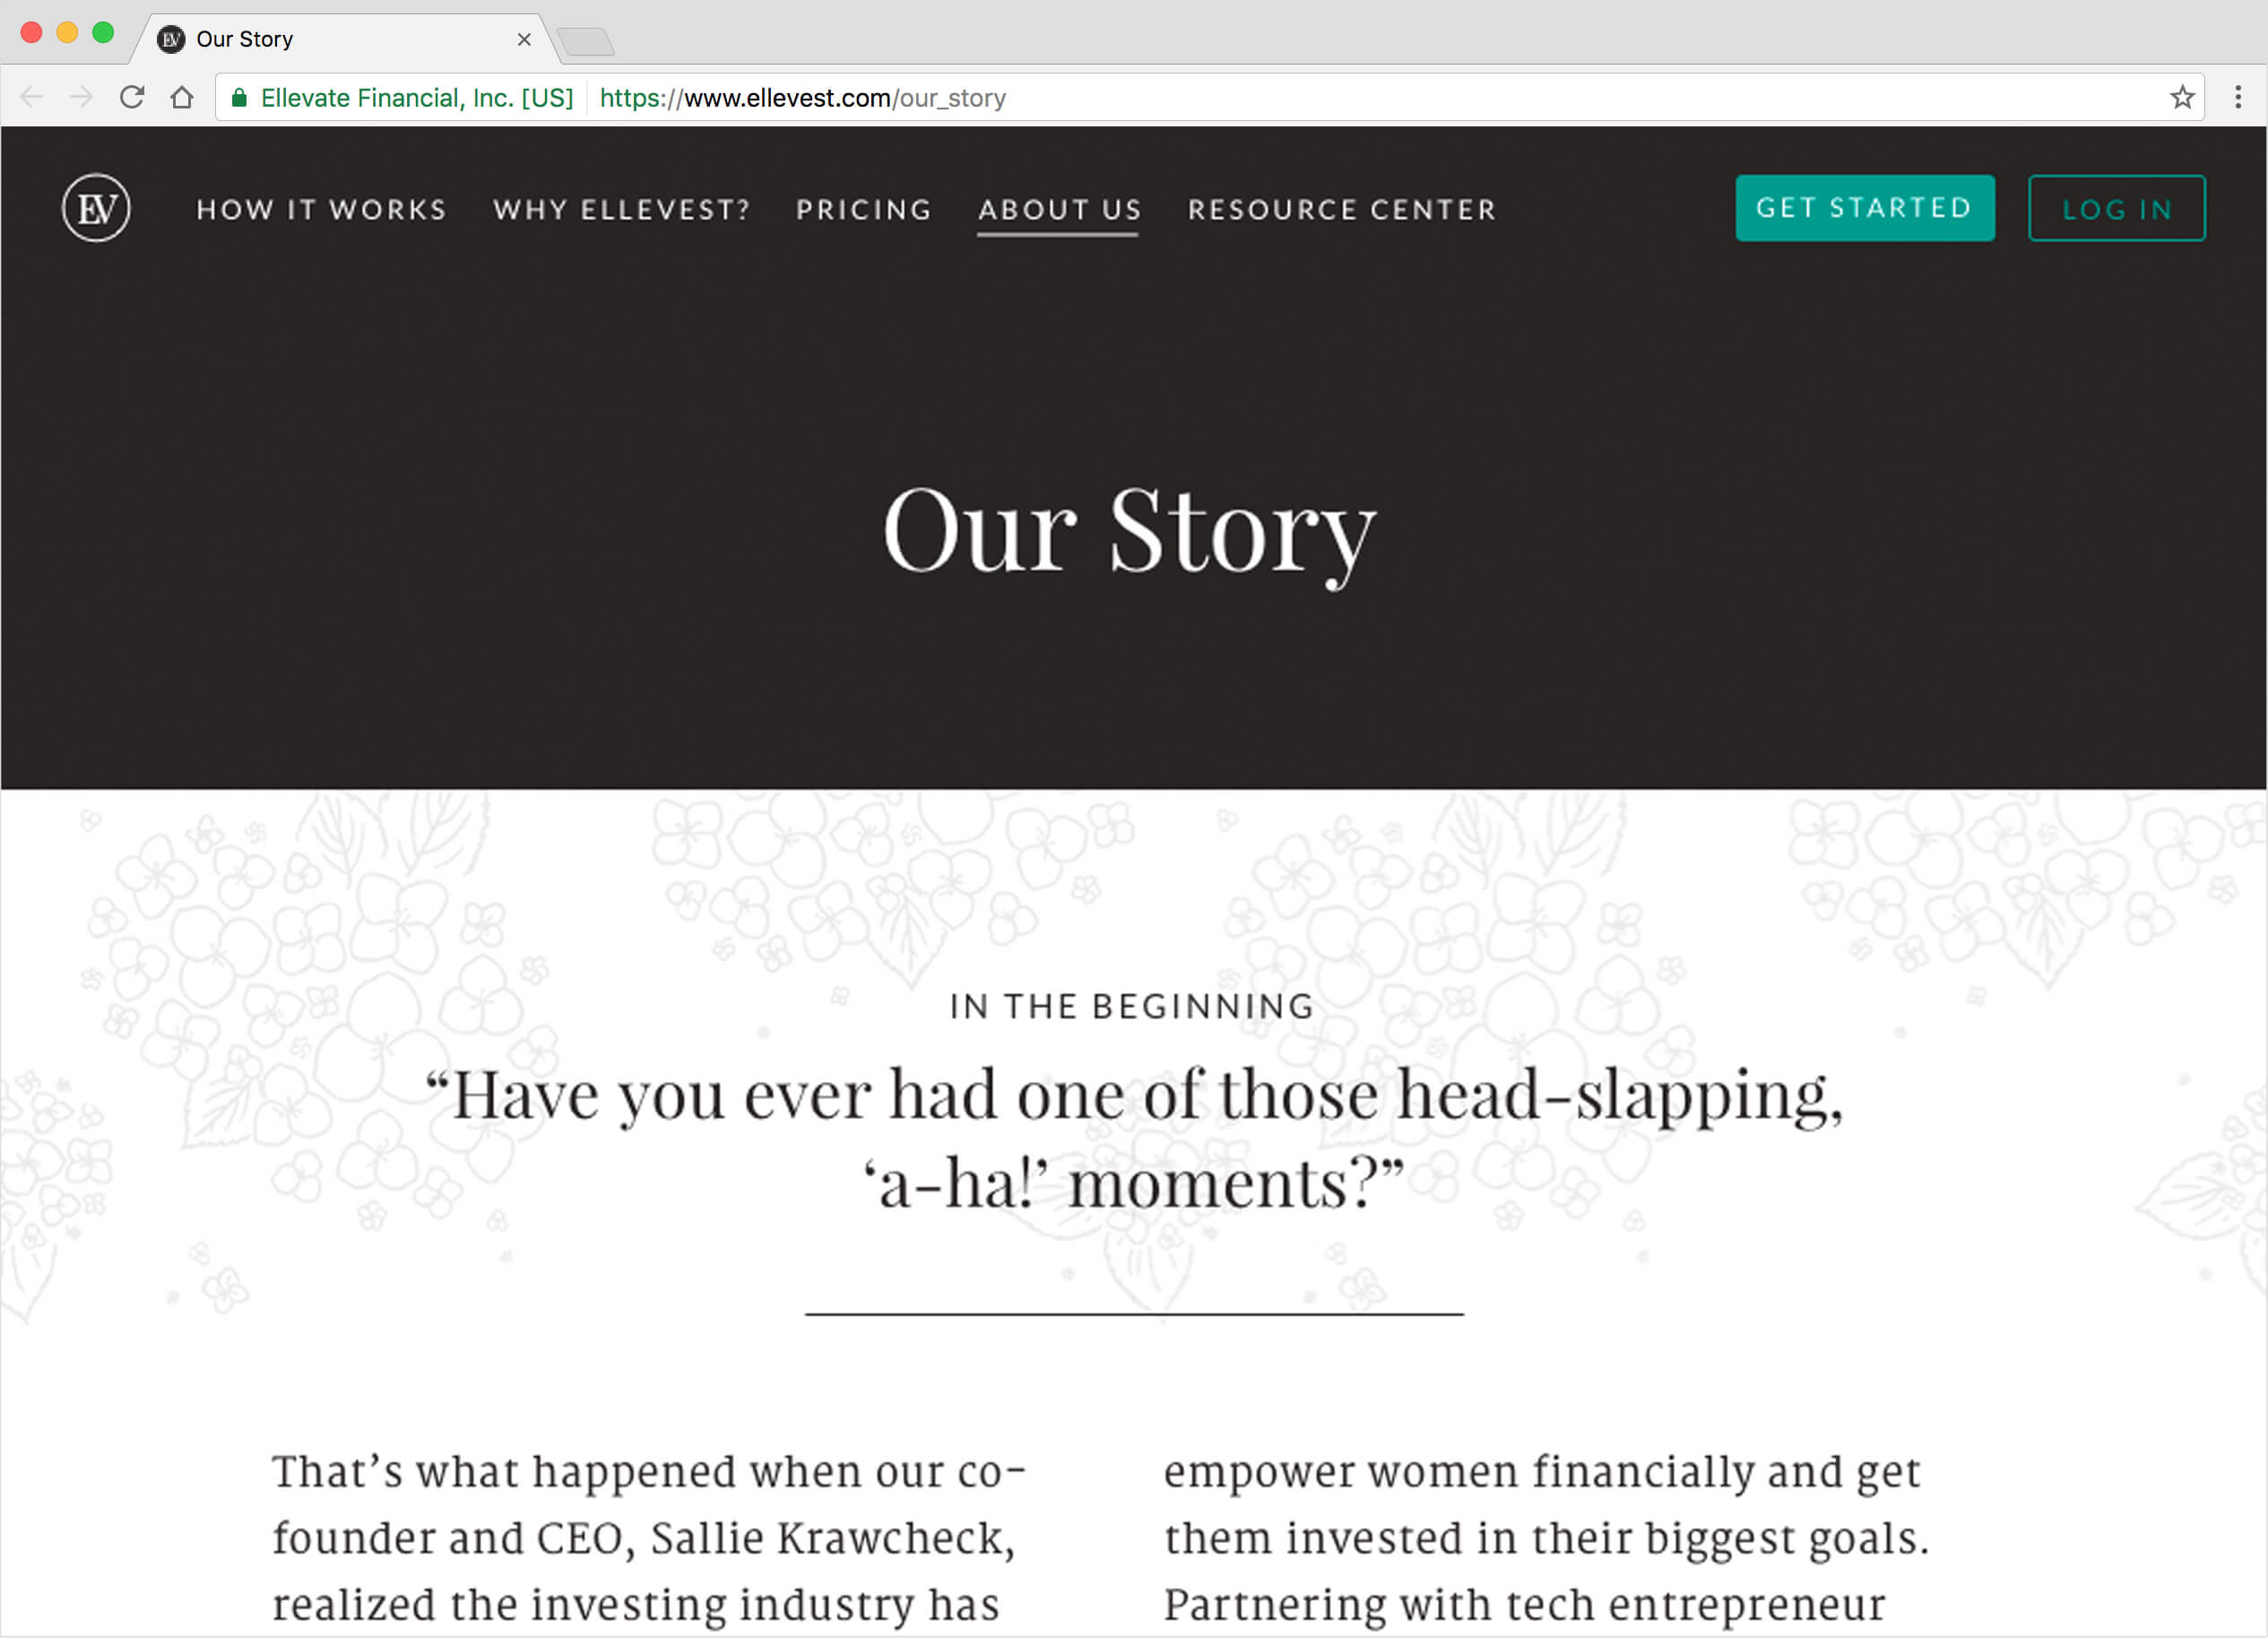 Our Story
Ellevate Financial, Inc. [US] https://www.ellevest.com/our_story
EV HOW IT WORKS WHY ELLEVEST? PRICING ABOUT US RESOURCE CENTER GET STARTED LOG IN
Our Story
IN THE BEGINNING
“Have you ever had one of those head-slapping,
‘a-ha!’ moments?”
That’s what happened when our co-
founder and CEO, Sallie Krawcheck,
realized the investing industry has
empower women financially and get
them invested in their biggest goals.
Partnering with tech entrepreneur